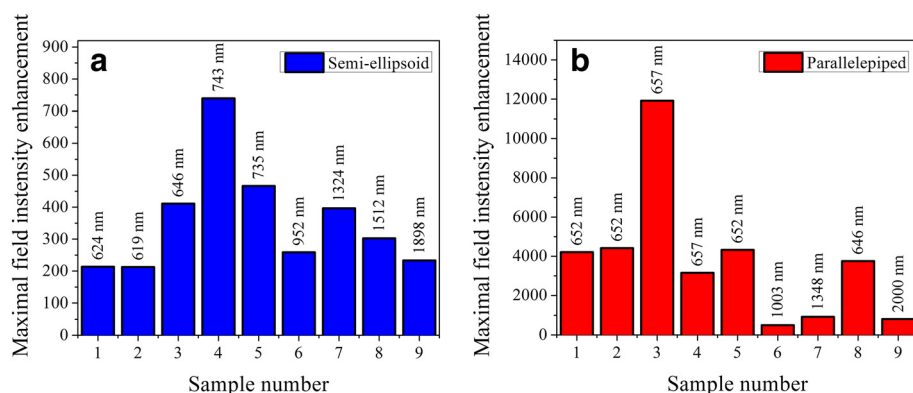 a
Semi-ellipsoid
Maximal field instensity enhancement
900
800
700
600
500
400
300
200
100
0
624 nm
619 nm
646 nm
743 nm
735 nm
952 nm
1324 nm
1512 nm
1898 nm
1 2 3 4 5 6 7 8 9
Sample number
b
Parallelepiped
Maximal field instensity enhancement
14000
12000
10000
8000
6000
4000
2000
0
652 nm
652 nm
657 nm
657 nm
652 nm
1003 nm
1348 nm
646 nm
2000 nm
1 2 3 4 5 6 7 8 9
Sample number